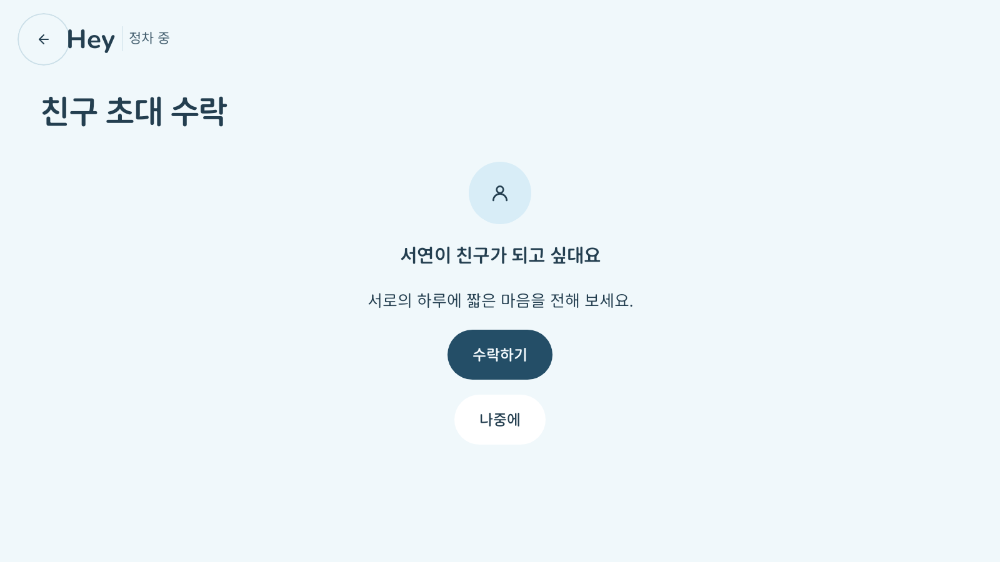 Hey 정차 중
친구 초대 수락
서연이 친구가 되고 싶대요
서로의 하루에 짧은 마음을 전해 보세요.
수락하기
나중에